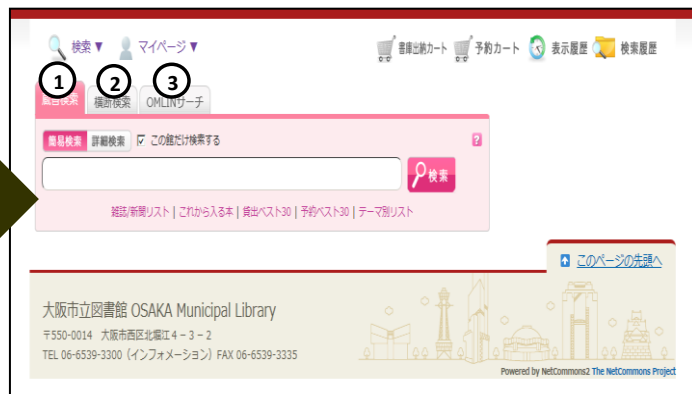 検索▼ マイページ▼ 書庫出納カート 予約カート 表示履歴 検索履歴
1 2 3
横断検索 OMLINサーチ
簡易検索 詳細検索 この館だけ検索する ?
検索
雑誌/新聞リスト | これから入る本 | 貸出ベスト30 | 予約ベスト30 | テーマ別リスト
このページの先頭へ
大阪市立図書館 OSAKA Municipal Library
〒550-0014 大阪市西区北堀江4-3-2
TEL 06-6539-3300 (インフォメーション) FAX 06-6539-3335
Powered by NetCommons2 The NetCommons Project